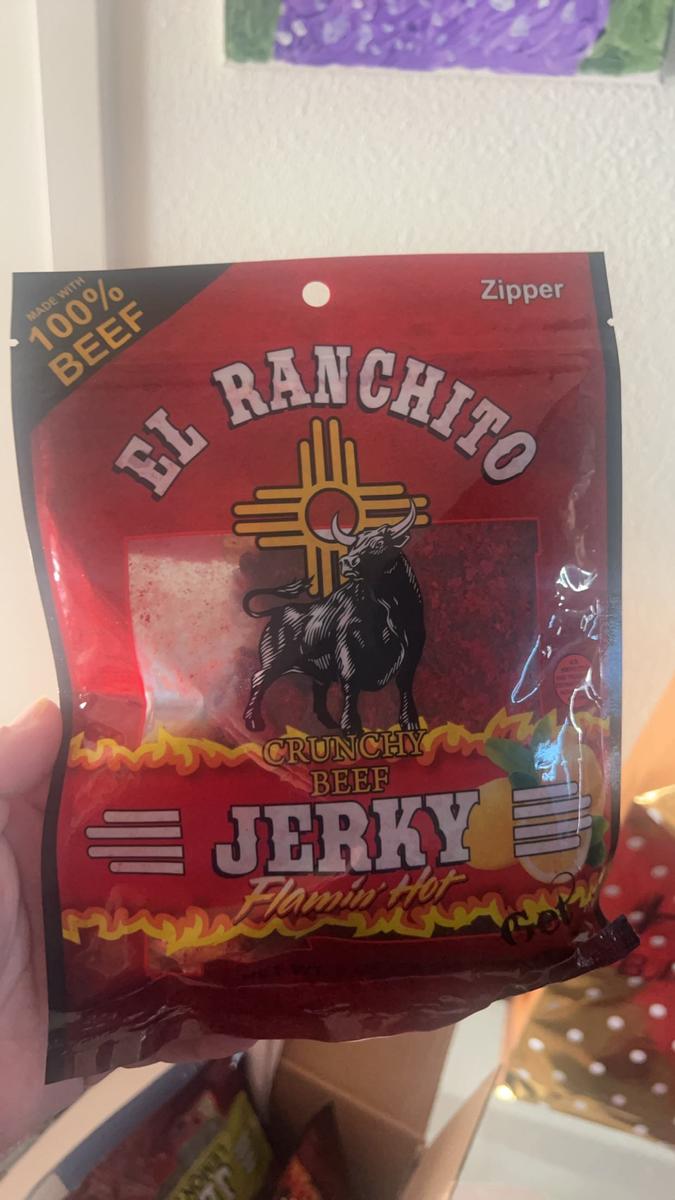 MADE WITH
100%
BEEF
Zipper
EL RANCHITO
CRUNCHY
BEEF
JERKY
Flamin' Hot